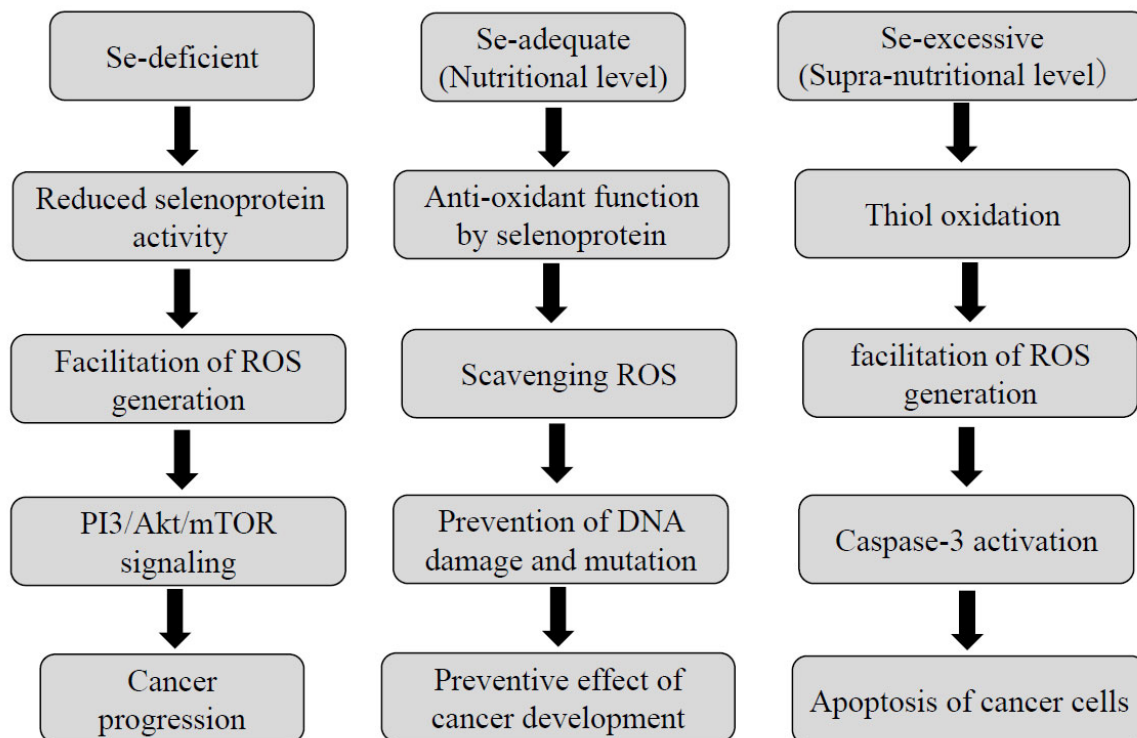 Se-deficient
Reduced selenoprotein
activity
Facilitation of ROS
generation
PI3/Akt/mTOR
signaling
Cancer
progression
Se-adequate
(Nutritional level)
Anti-oxidant function
by selenoprotein
Scavenging ROS
Prevention of DNA
damage and mutation
Preventive effect of
cancer development
Se-excessive
(Supra-nutritional level）
Thiol oxidation
facilitation of ROS
generation
Caspase-3 activation
Apoptosis of cancer cells